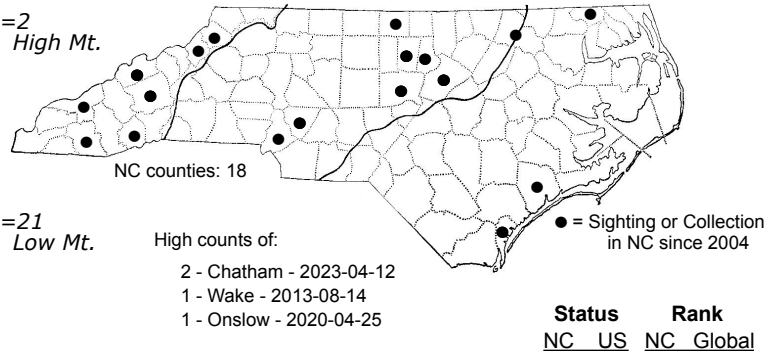 =2
High Mt.
NC counties: 18
=21
Low Mt.
High counts of:
2 - Chatham - 2023-04-12
1 - Wake - 2013-08-14
1 - Onslow - 2020-04-25
● = Sighting or Collection
in NC since 2004
Status Rank
NC US NC Global